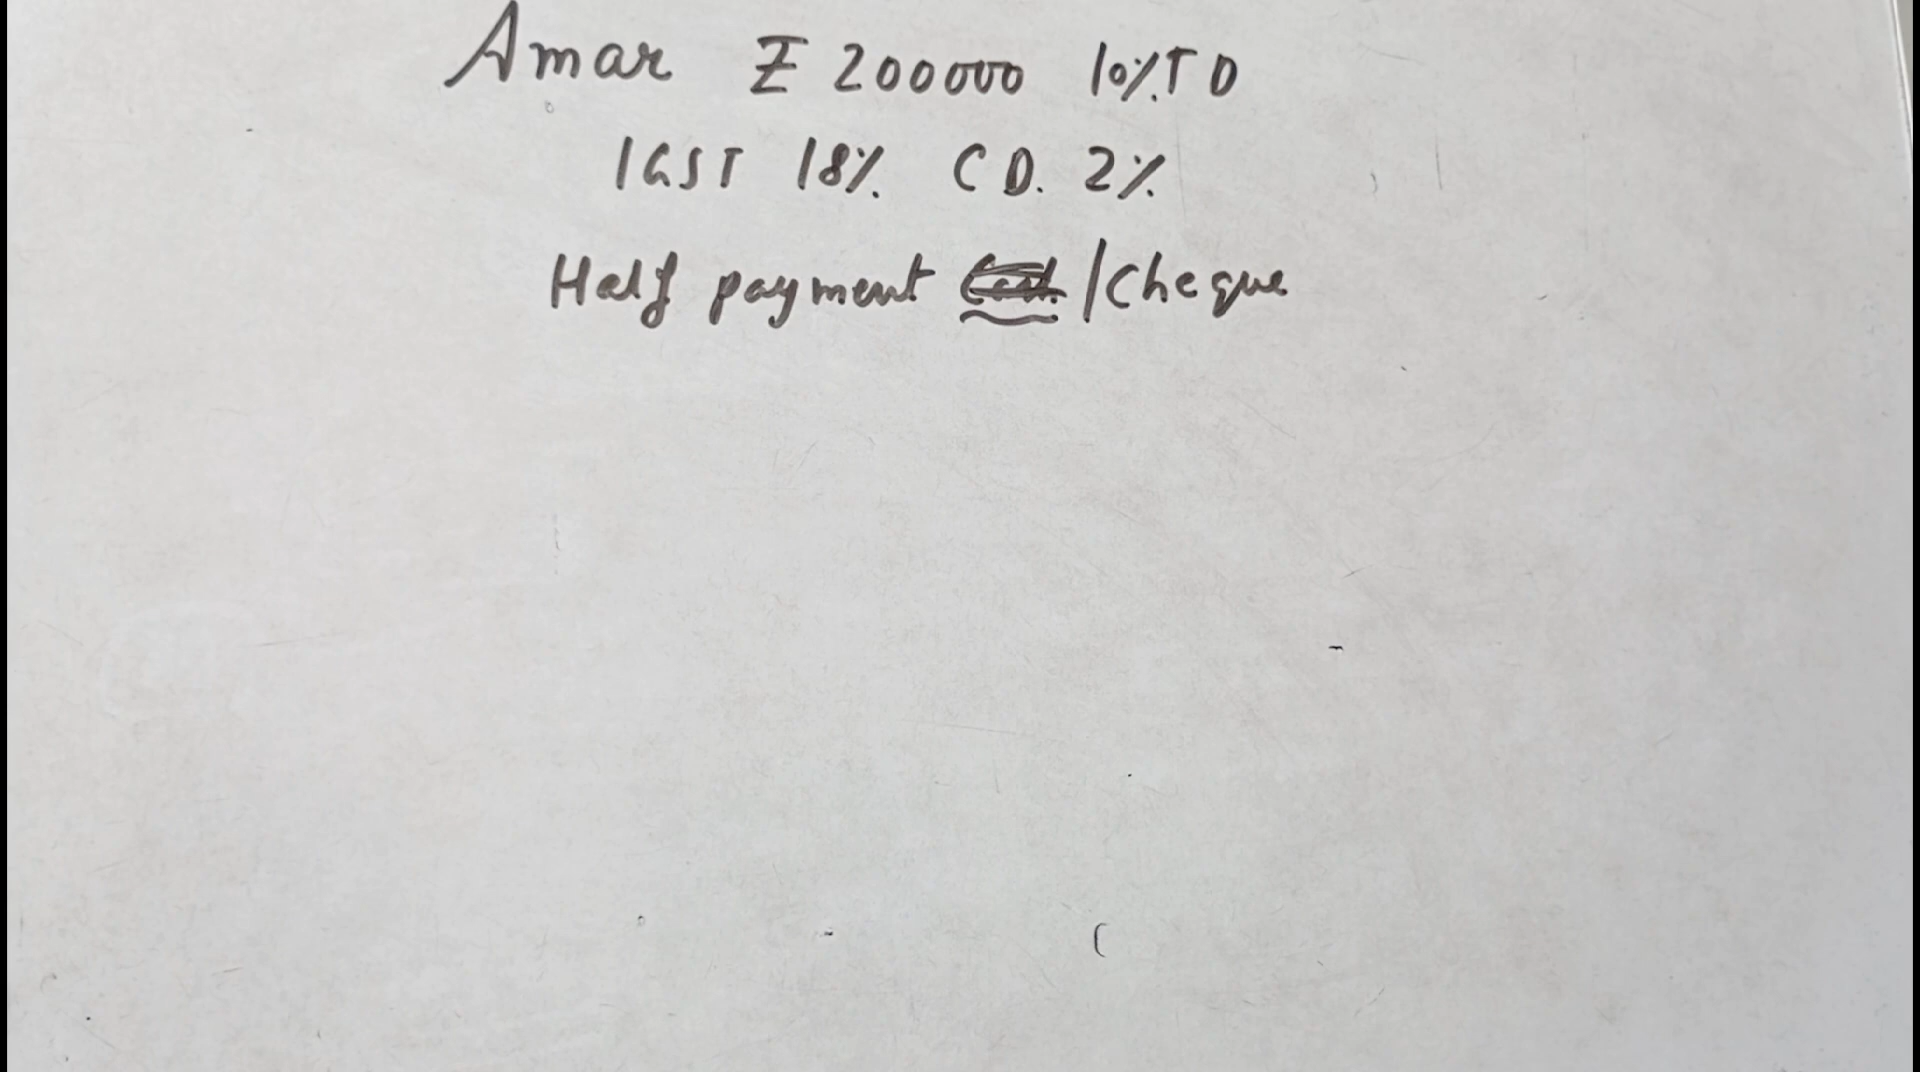 Amar ₹ 200000 10% T D
IGST 18% C D. 2%
Half payment /Cheque